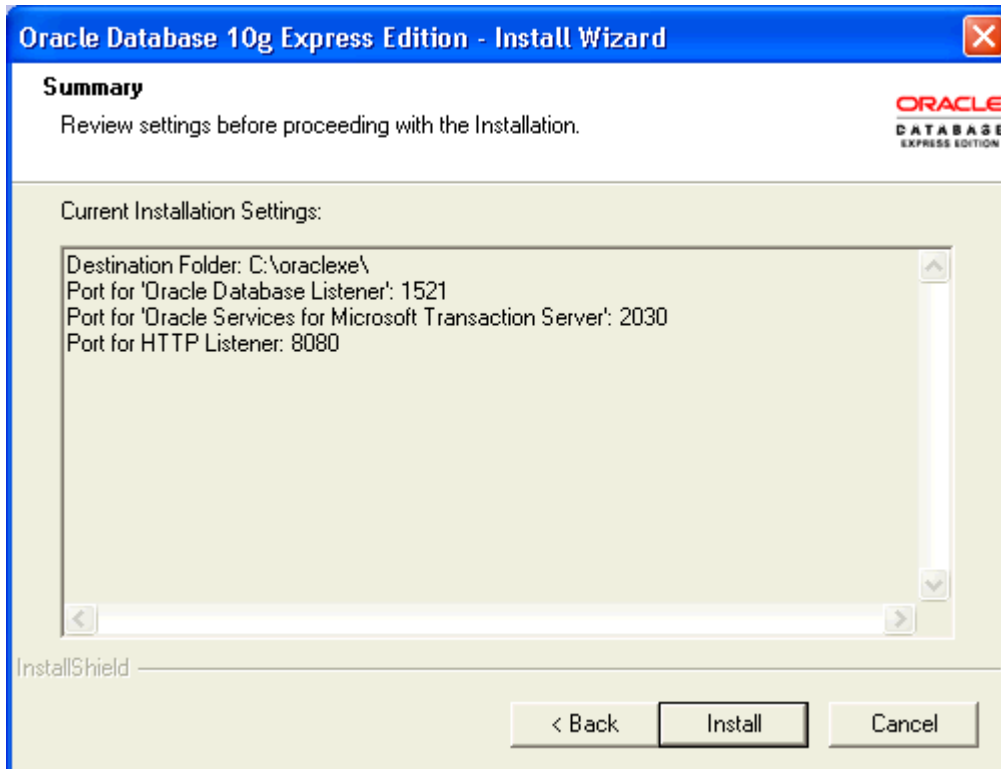 Oracle Database 10g Express Edition - Install Wizard
Summary
Review settings before proceeding with the Installation.
ORACLE
DATABASE
EXPRESS EDITION
Current Installation Settings:
Destination Folder: C:\oraclexe\
Port for 'Oracle Database Listener': 1521
Port for 'Oracle Services for Microsoft Transaction Server': 2030
Port for HTTP Listener: 8080
InstallShield
< Back
Install
Cancel